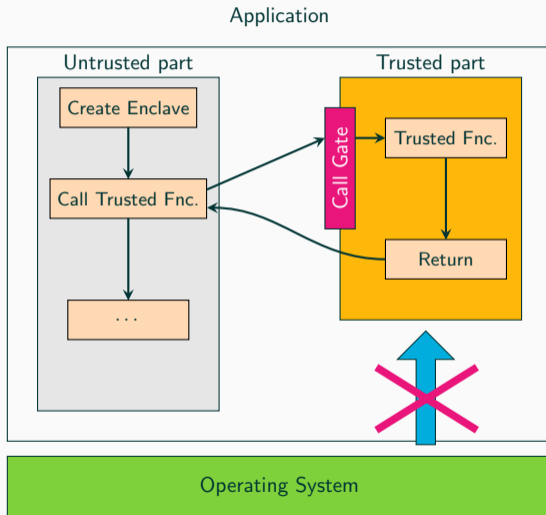 Application
Untrusted part
Trusted part
Create Enclave
Call Trusted Fnc.
...
Call Gate
Trusted Fnc.
Return
Operating System